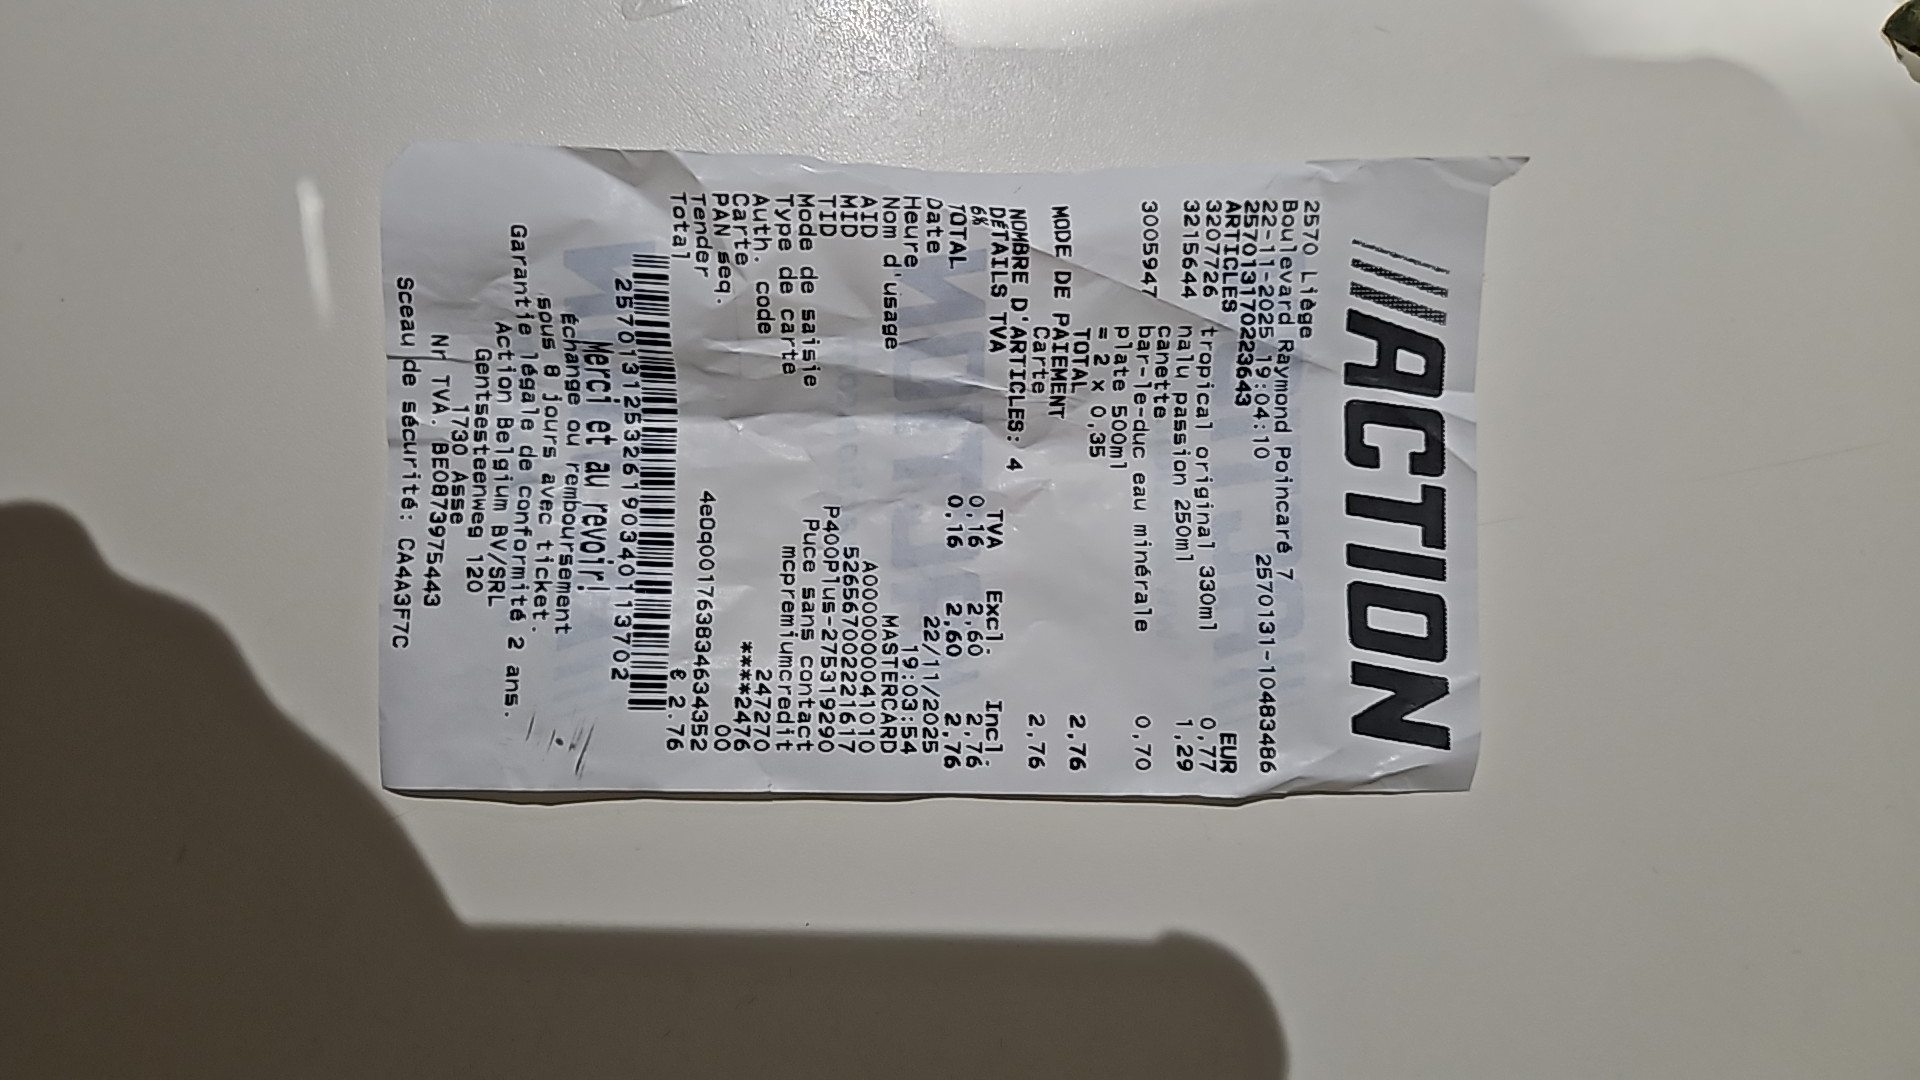 ACTION
2570 Liège
Boulevard Raymond Poincaré 7
22-11-2025 19:04:10 2570131-10483486
2570131702223643
ARTICLES EUR
3207726 tropical original 330ml 0,77
3215644 nalu passion 250ml 1,29
canette
3005947 bar-le-duc eau minérale 0,70
plate 500ml
= 2 x 0,35
TOTAL 2,76
MODE DE PAIEMENT
Carte 2,76
NOMBRE D'ARTICLES: 4
DÉTAILS TVA TVA Excl. Incl.
6% 0,16 2,60 2,76
TOTAL 0,16 2,60 2,76
Date 22/11/2025
Heure 19:03:54
Nom d'usage MASTERCARD
AID A0000000041010
MID 526567002221617
TID P400Plus-275319290
Mode de saisie Puce sans contact
Type de carte mcpremiumcredit
Auth. code 247270
Carte ****2476
PAN seq. 00
Tender 4e0q001763834634352
Total € 2.76
257013125326190340113702
Merci et au revoir!
Échange ou remboursement
sous 8 jours avec ticket.
Garantie légale de conformité 2 ans.
Action Belgium BV/SRL
Gentsesteenweg 120
1730 Asse
Nr TVA. BE0873975443
Sceau de sécurité: CA4A3F7C